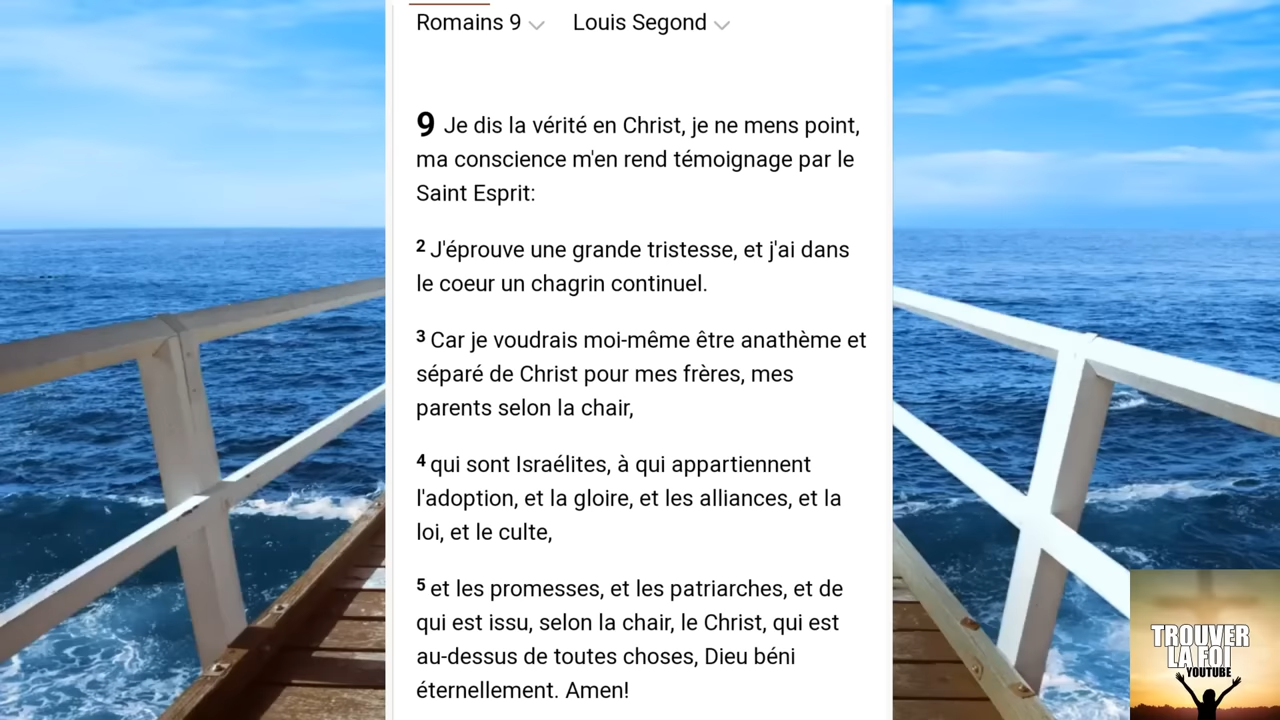 Romains 9 Louis Segond
9 Je dis la vérité en Christ, je ne mens point,
ma conscience m'en rend témoignage par le
Saint Esprit:
2 J'éprouve une grande tristesse, et j'ai dans
le coeur un chagrin continuel.
3 Car je voudrais moi-même être anathème et
séparé de Christ pour mes frères, mes
parents selon la chair,
4 qui sont Israélites, à qui appartiennent
l'adoption, et la gloire, et les alliances, et la
loi, et le culte,
5 et les promesses, et les patriarches, et de
qui est issu, selon la chair, le Christ, qui est
au-dessus de toutes choses, Dieu béni
éternellement. Amen!
TROUVER
LA FOI
YOUTUBE